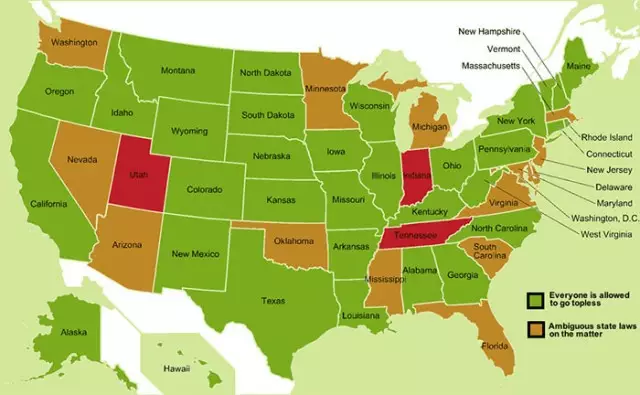 New Hampshire
Washington
Vermont
Maine
Montana
North Dakota
Minnesota
Massachusetts
Oregon
Idaho
Wisconsin
South Dakota
Michigan
New York
Wyoming
Rhode Island
Pennsylvania
Connecticut
Iowa
Nebraska
Nevada
Ohio
New Jersey
Utah
Illinois
Indiana
Delaware
Colorado
California
Kansas
Missouri
Virginia
Maryland
Kentucky
Washington, D.C.
West Virginia
North Carolina
Tennessee
Arizona
Oklahoma
Arkansas
New Mexico
South
Carolina
Mississippi
Alabama
Georgia
Texas
Louisiana
Everyone is allowed
to go topless
Alaska
Ambiguous state laws
on the matter
Florida
Hawaii